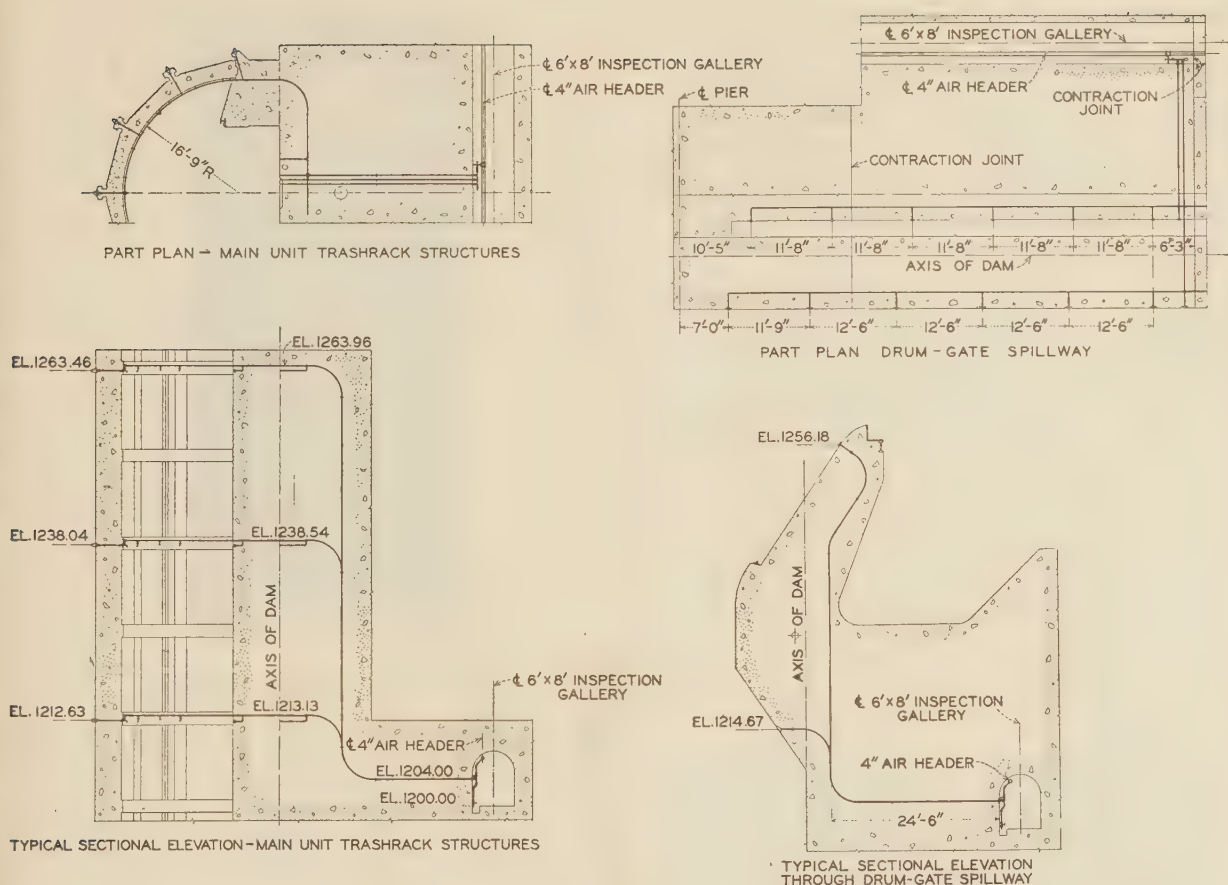 ℄ 6'×8' INSPECTION GALLERY
℄ 4" AIR HEADER
16'-9"R
PART PLAN — MAIN UNIT TRASHRACK STRUCTURES
℄ 6'×8' INSPECTION GALLERY
℄ PIER
℄ 4" AIR HEADER
CONTRACTION
JOINT
CONTRACTION JOINT
10'-5" 11'-8" 11'-8" 11'-8" 11'-8" 11'-8" 6'-3"
AXIS OF DAM
7'-0" 11'-9" 12'-6" 12'-6" 12'-6" 12'-6"
PART PLAN DRUM-GATE SPILLWAY
EL.1263.96
EL.1263.46
EL.1238.04
EL.1238.54
AXIS OF DAM
EL.1212.63
EL.1213.13
℄ 6'×8' INSPECTION
GALLERY
℄ 4" AIR HEADER
EL.1204.00
EL.1200.00
TYPICAL SECTIONAL ELEVATION-MAIN UNIT TRASHRACK STRUCTURES
EL.1256.18
AXIS OF DAM
EL.1214.67
℄ 6'×8' INSPECTION
GALLERY
4" AIR HEADER
24'-6"
TYPICAL SECTIONAL ELEVATION
THROUGH DRUM-GATE SPILLWAY